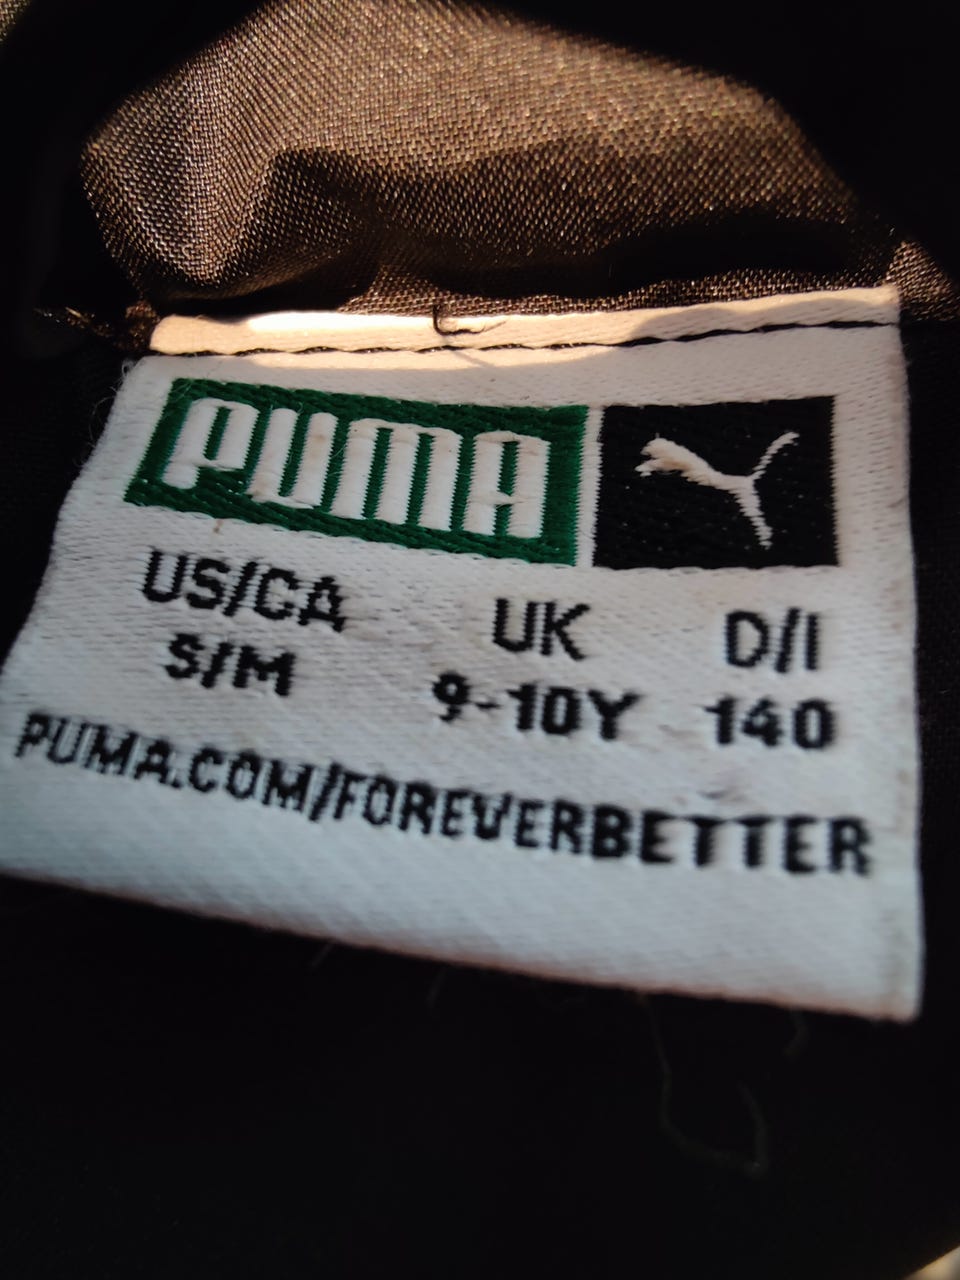 PUMA
US/CA UK D/I
S/M 9-10Y 140
PUMA.COM/FOREVERBETTER